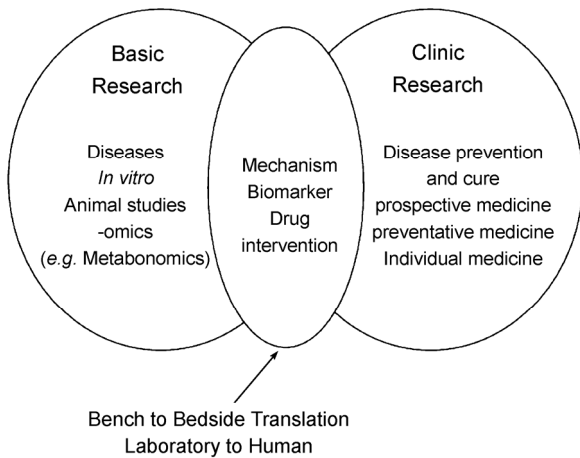 Basic
Research
Diseases
In vitro
Animal studies
-omics
(e.g. Metabonomics)
Mechanism
Biomarker
Drug
intervention
Clinic
Research
Disease prevention
and cure
prospective medicine
preventative medicine
Individual medicine
Bench to Bedside Translation
Laboratory to Human